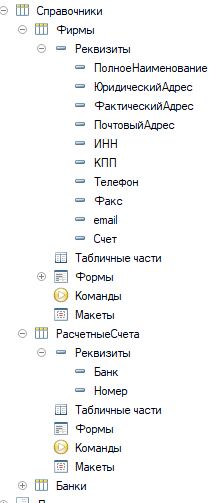 Справочники
Фирмы
Реквизиты
ПолноеНаименование
ЮридическийАдрес
ФактическийАдрес
ПочтовыйАдрес
ИНН
КПП
Телефон
Факс
email
Счет
Табличные части
Формы
Команды
Макеты
РасчетныеСчета
Реквизиты
Банк
Номер
Табличные части
Формы
Команды
Макеты
Банки